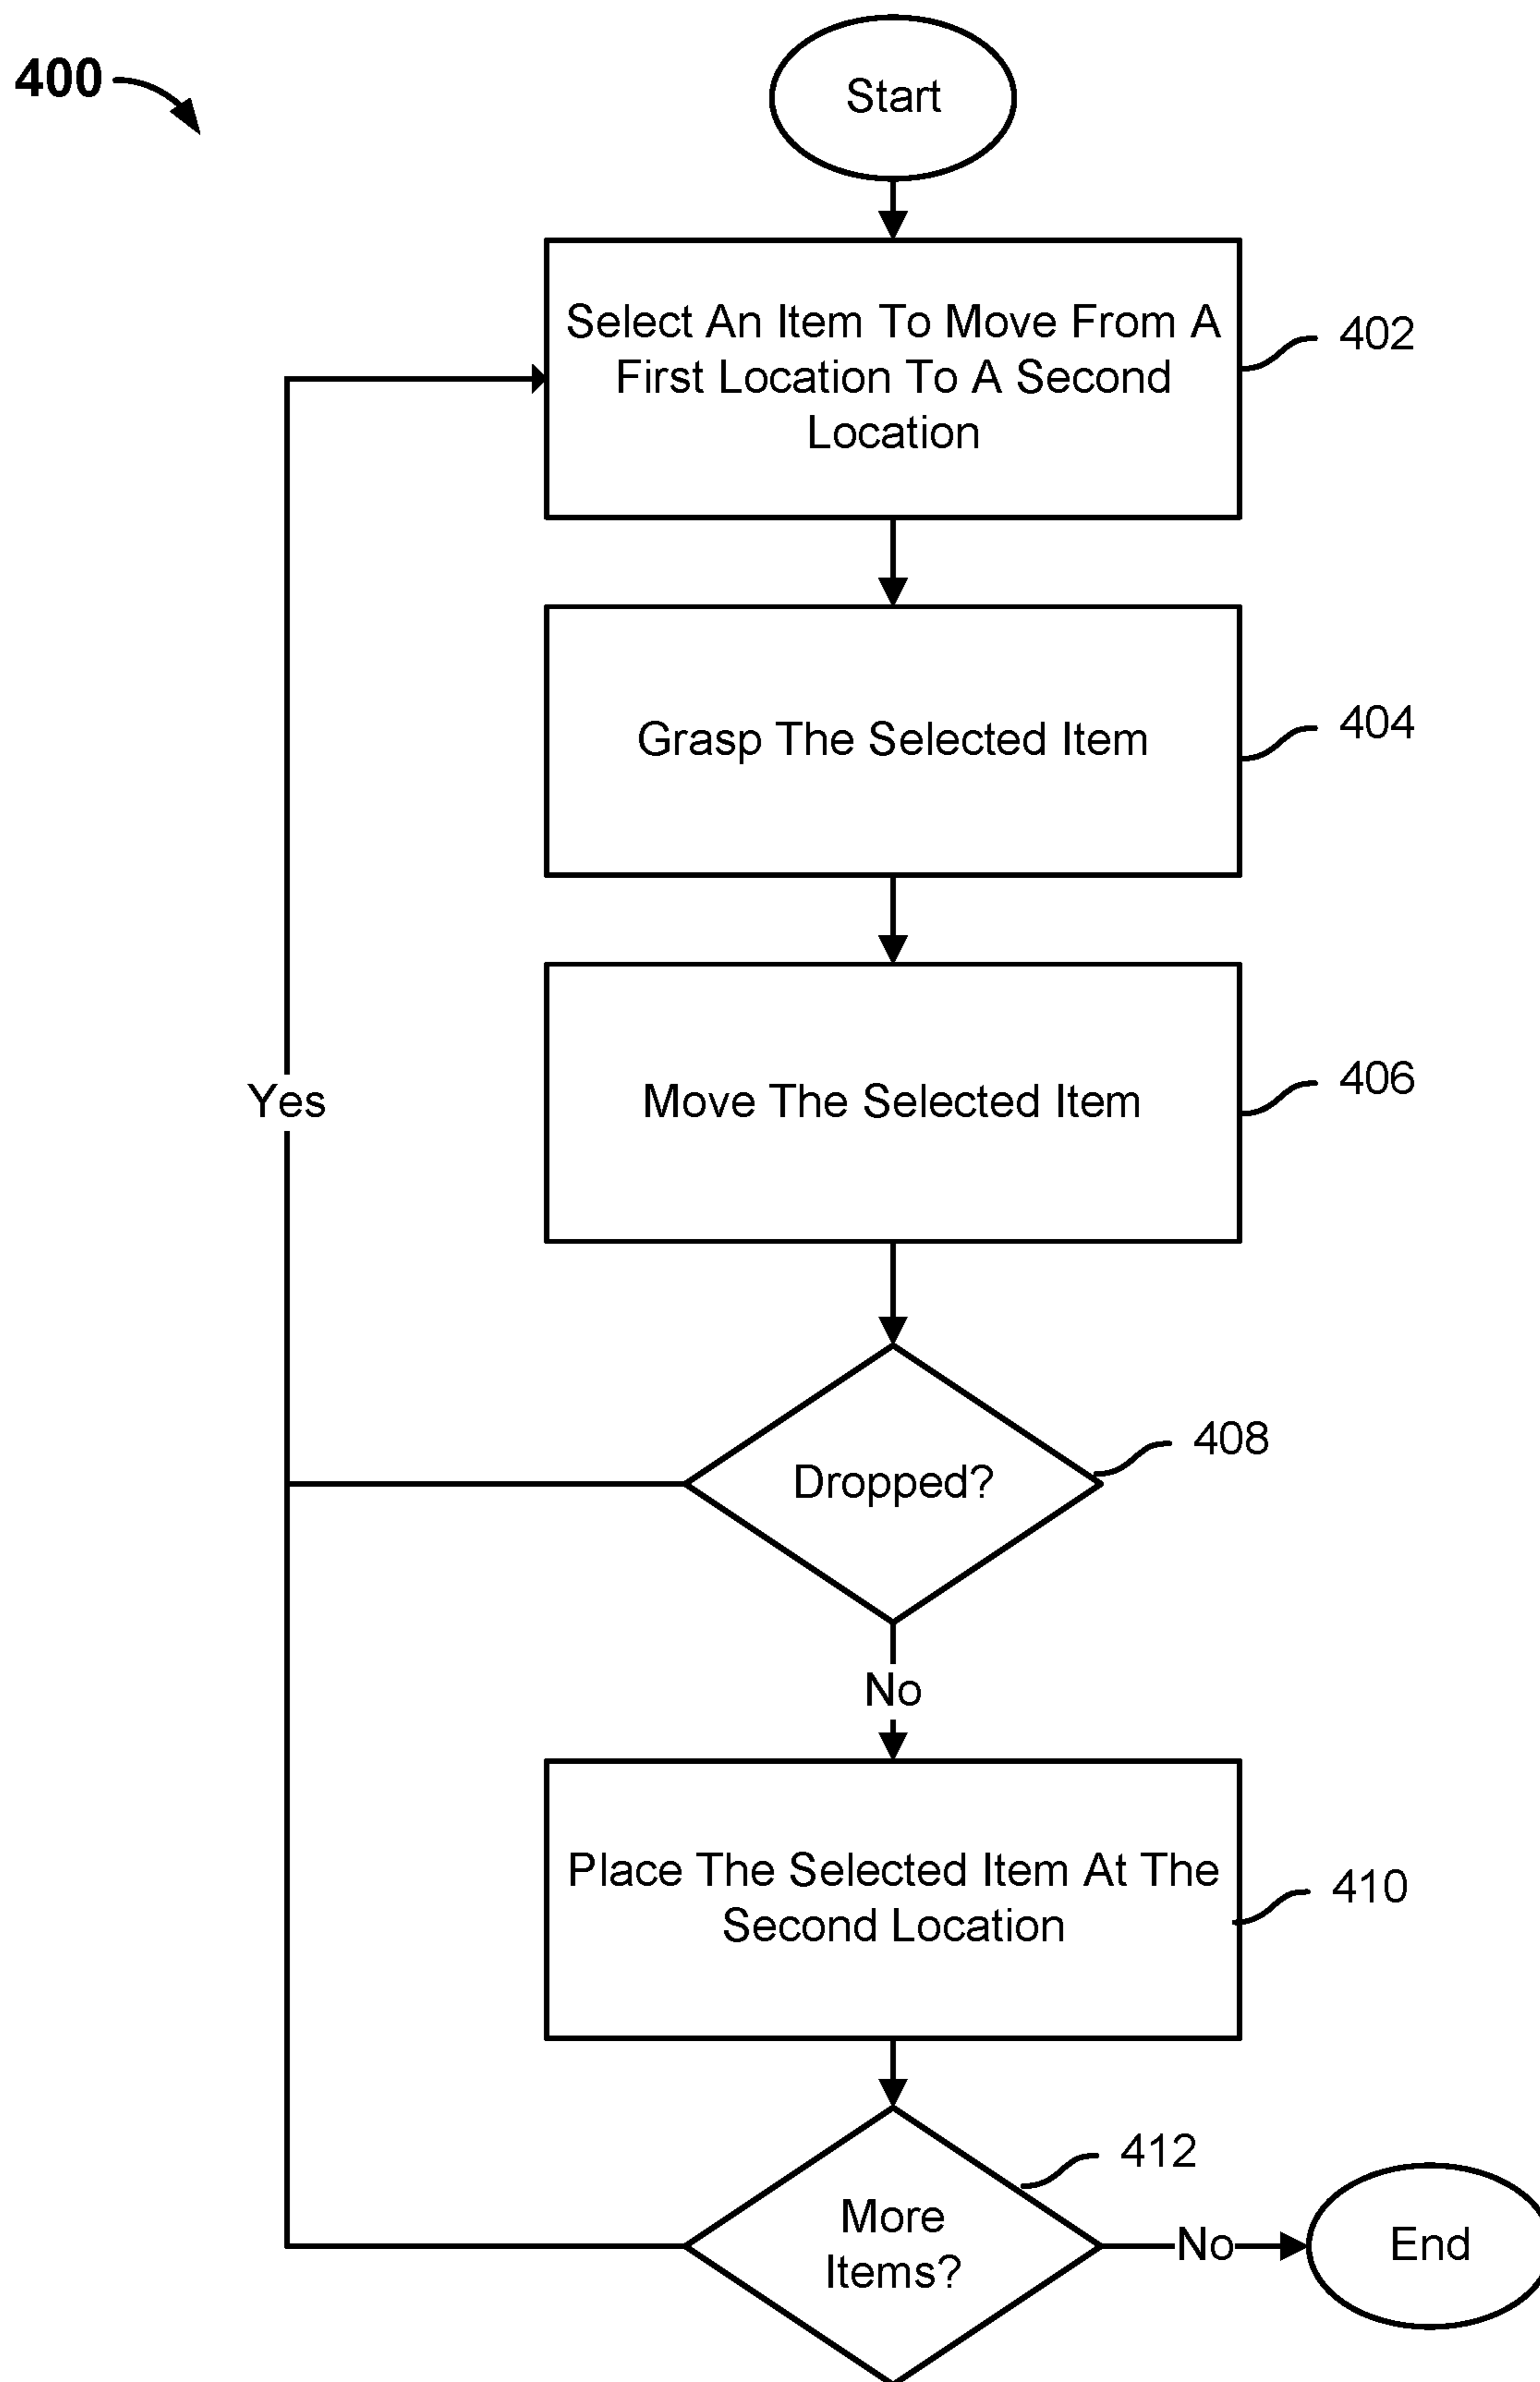 400
Start
Select An Item To Move From A
First Location To A Second
Location
402
Grasp The Selected Item
404
Move The Selected Item
406
Yes
Dropped?
408
No
Place The Selected Item At The
Second Location
410
More
Items?
412
No
End